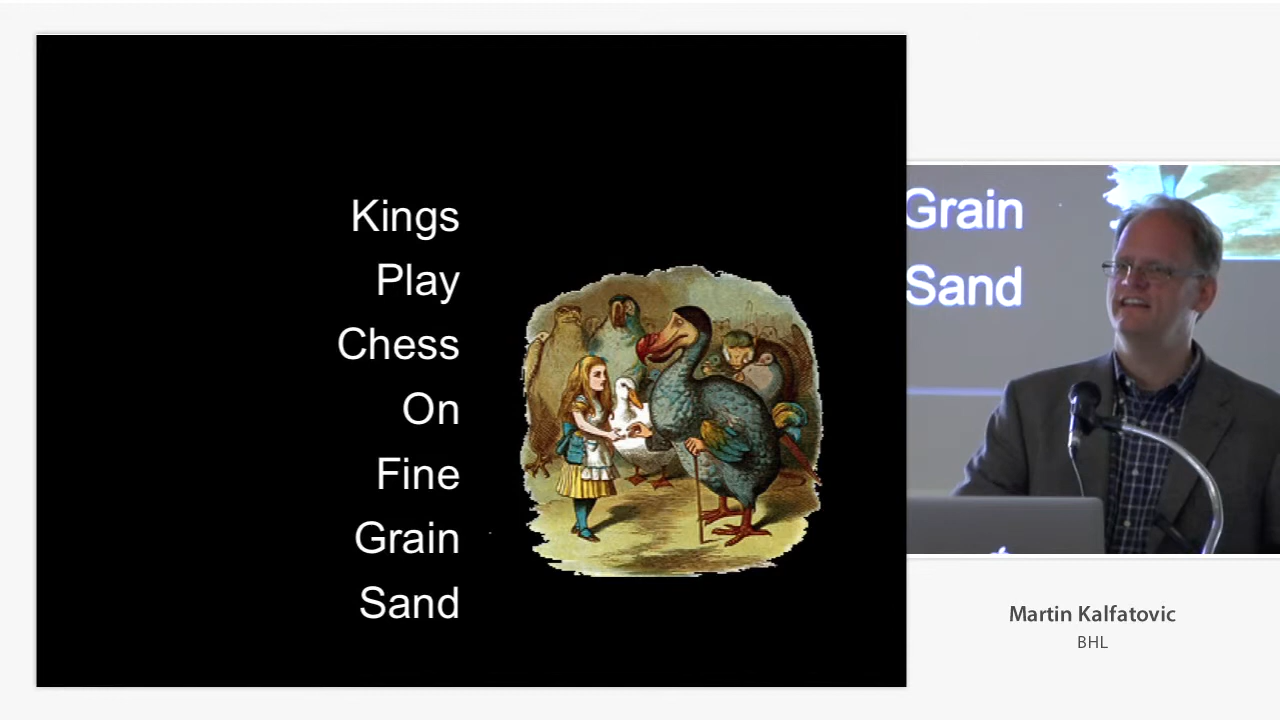 Kings
Play
Chess
On
Fine
Grain
Sand
Grain
Sand
Martin Kalfatovic
BHL